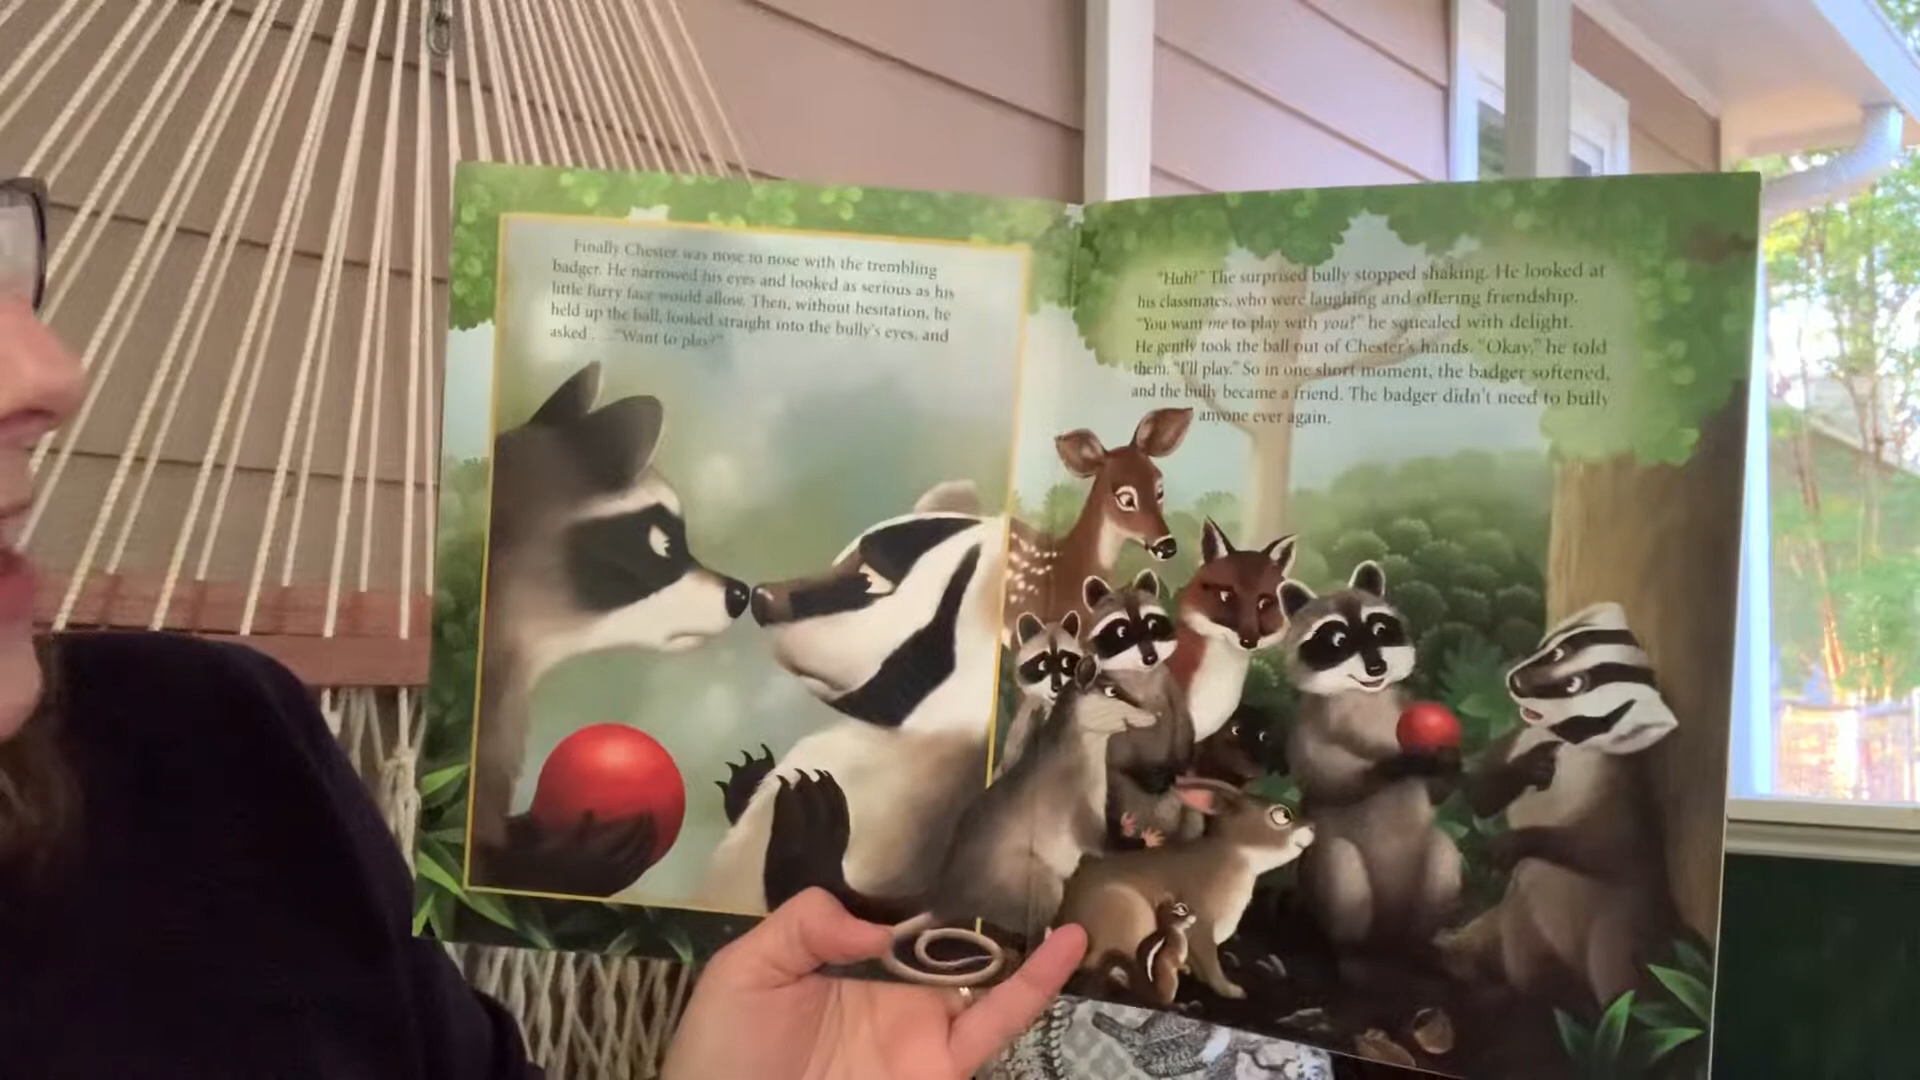 Finally Chester was nose to nose with the trembling
badger. He narrowed his eyes and looked as serious as his
little furry face would allow. Then, without hesitation, he
held up the ball, looked straight into the bully's eyes, and
asked . . . "Want to play?"
"Huh?" The surprised bully stopped shaking. He looked at
his classmates, who were laughing and offering friendship.
"You want me to play with you?" he squealed with delight.
He gently took the ball out of Chester's hands. "Okay," he told
them. "I'll play." So in one short moment, the badger softened,
and the bully became a friend. The badger didn't need to bully
anyone ever again.